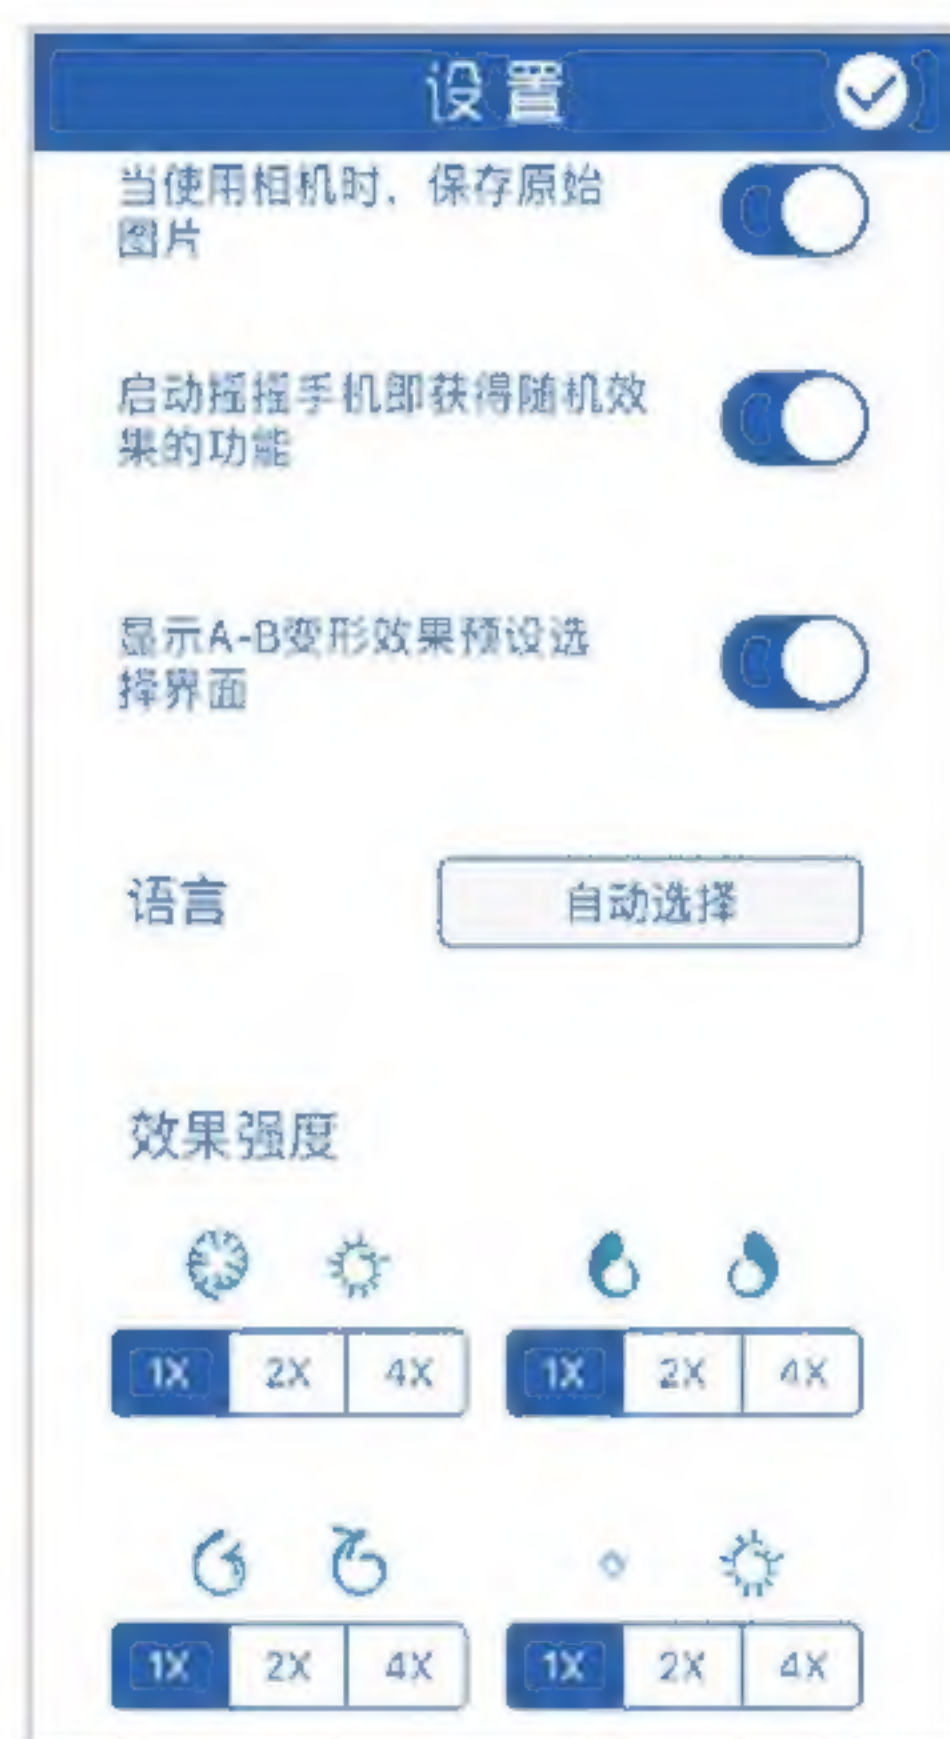 设置
当使用相机时，保存原始
图片
启动摇摇手机即获得随机效
果的功能
显示A-B变形效果预设选
择界面
语言 自动选择
效果强度
1X 2X 4X 1X 2X 4X
1X 2X 4X 1X 2X 4X